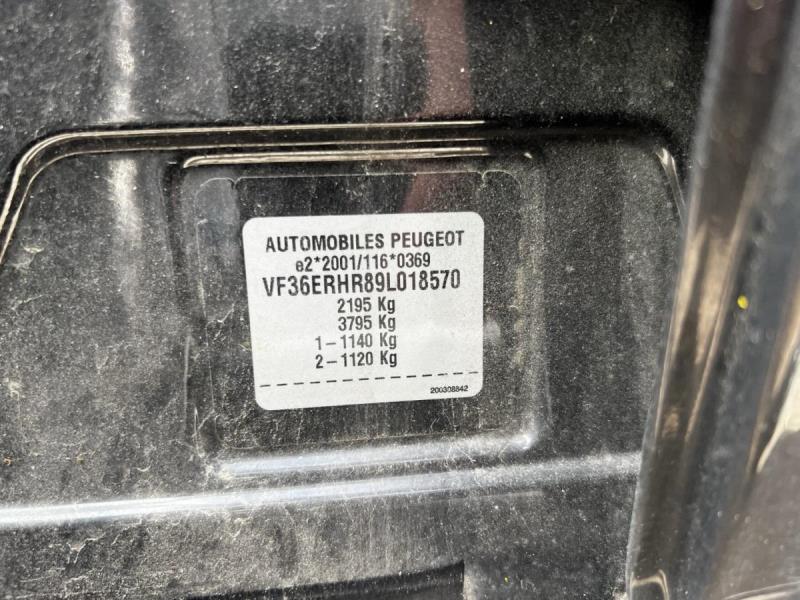 AUTOMOBILES PEUGEOT
e2*2001/116*0369
VF36ERHR89L018570
2195 Kg
3795 Kg
1-1140 Kg
2-1120 Kg
200308842